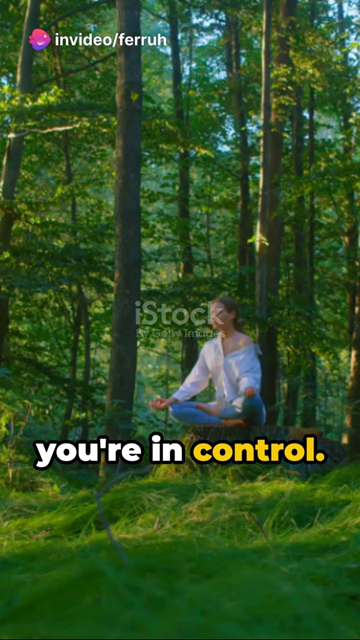 invideo/ferruh
iStock
By Getty Images
you're in control.